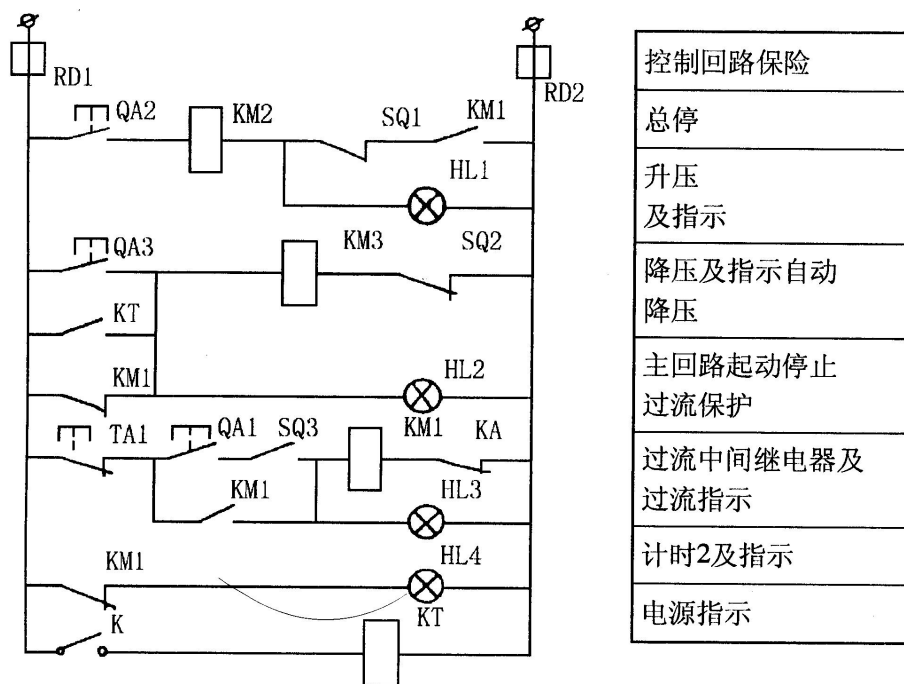 RD1
RD2
QA2
KM2
SQ1
KM1
HL1
QA3
KM3
SQ2
KT
KM1
HL2
TA1
QA1
SQ3
KM1
KA
KM1
HL3
KM1
HL4
K
KT
控制回路保险
总停
升压
及指示
降压及指示自动
降压
主回路起动停止
过流保护
过流中间继电器及
过流指示
计时2及指示
电源指示